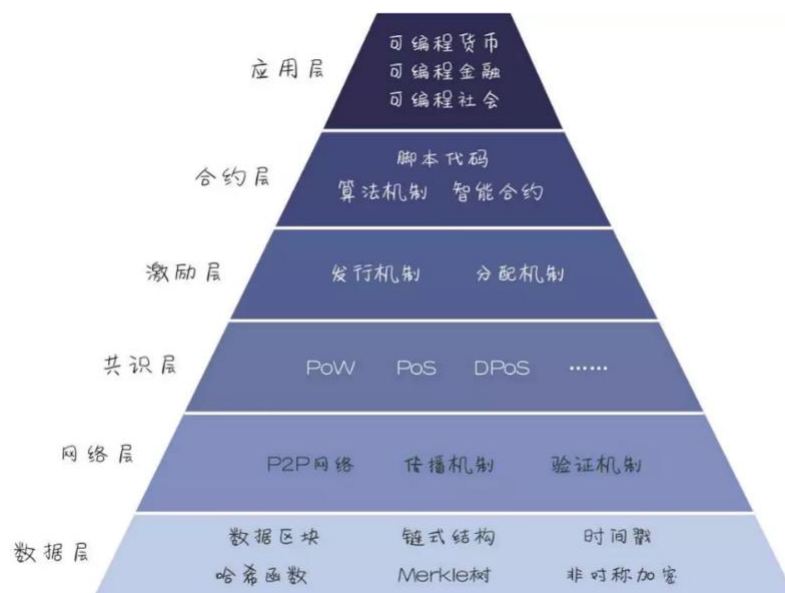 可编程货币
应用层 可编程金融
可编程社会
脚本代码
合约层 算法机制 智能合约
激励层 发行机制 分配机制
共识层 PoW PoS DPoS ……
网络层 P2P网络 传播机制 验证机制
数据区块 链式结构 时间戳
数据层
哈希函数 Merkle树 非对称加密